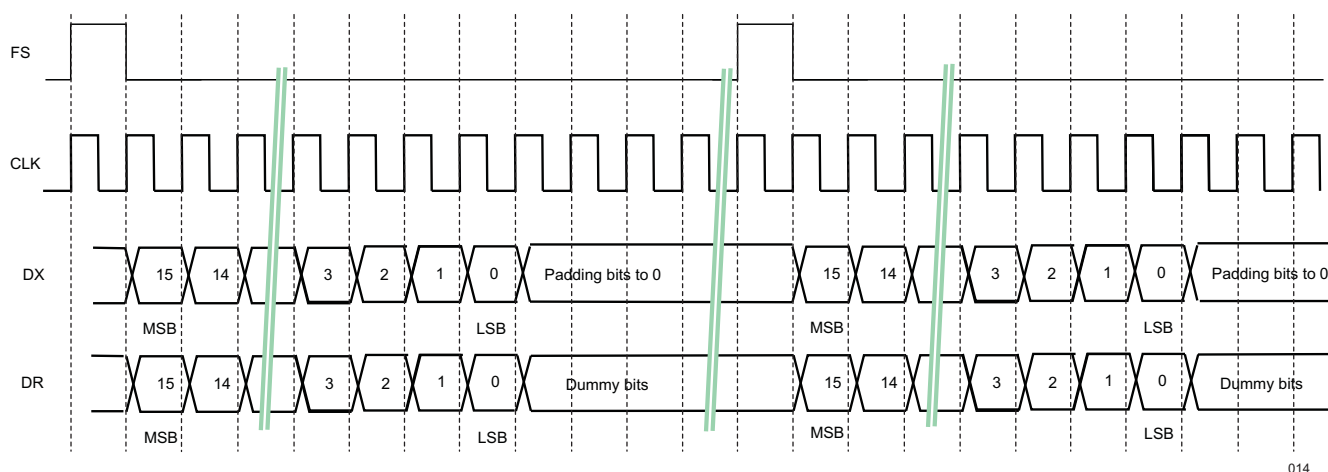 FS
CLK
DX 15 14 3 2 1 0 Padding bits to 0 15 14 3 2 1 0 Padding bits to 0
MSB LSB MSB LSB
DR 15 14 3 2 1 0 Dummy bits 15 14 3 2 1 0 Dummy bits
MSB LSB MSB LSB
014